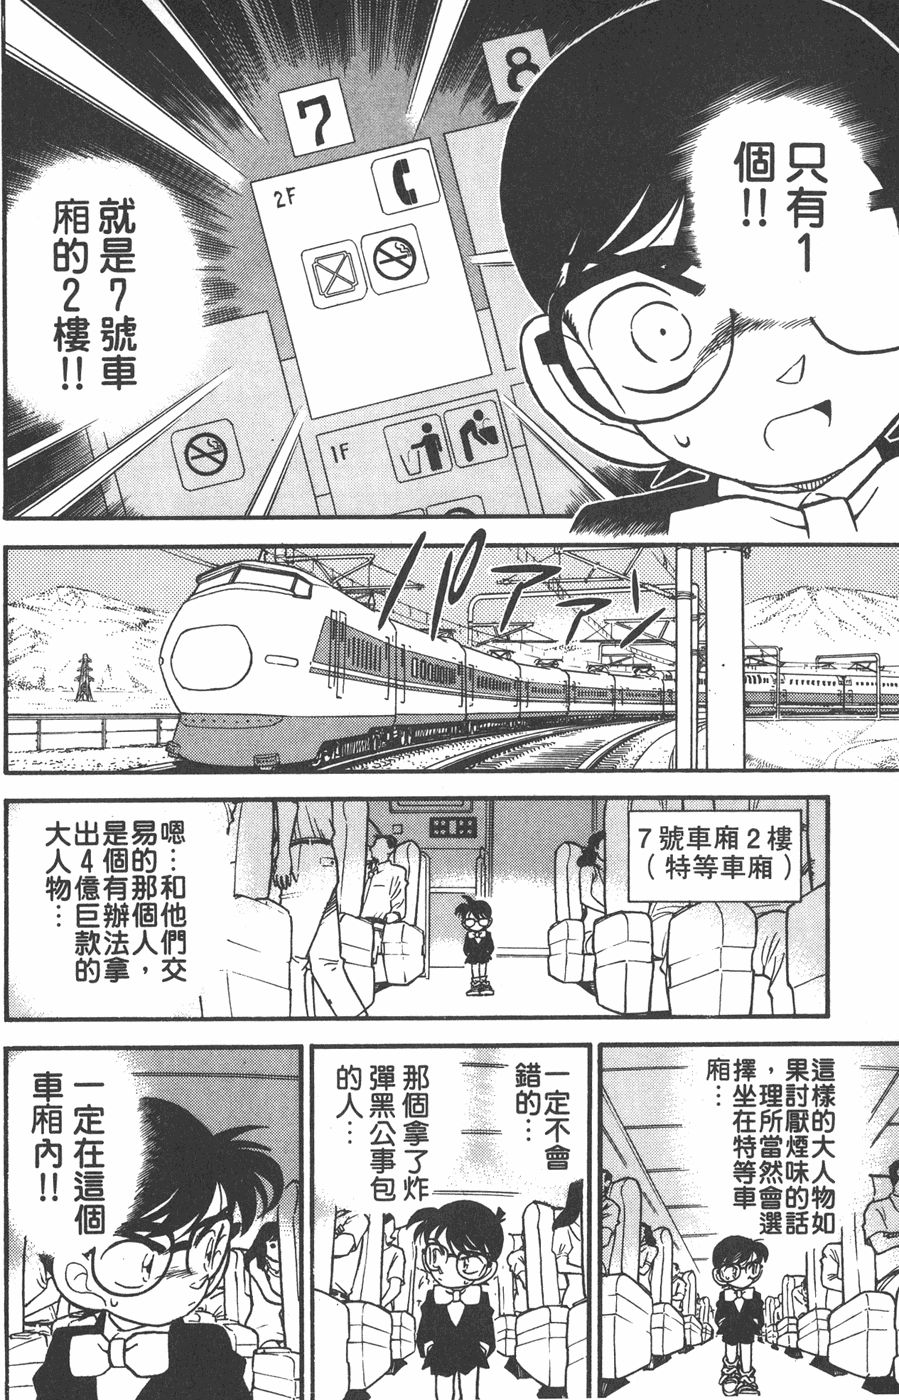 只有1
個!!
8
7
2F
1F
就是7號車
廂的2樓!!
パアアン
7號車廂2樓
(特等車廂)
嗯…和他們交
易的那個人，
是個有辦法拿
出4億巨款的
大人物…
這樣的大人物如
果討厭煙味的話
，理所當然會選
擇坐在特等車
廂…
一定不會
錯的…
那個拿了炸
彈黑公事包
的人…
一定在這個
車廂內!!